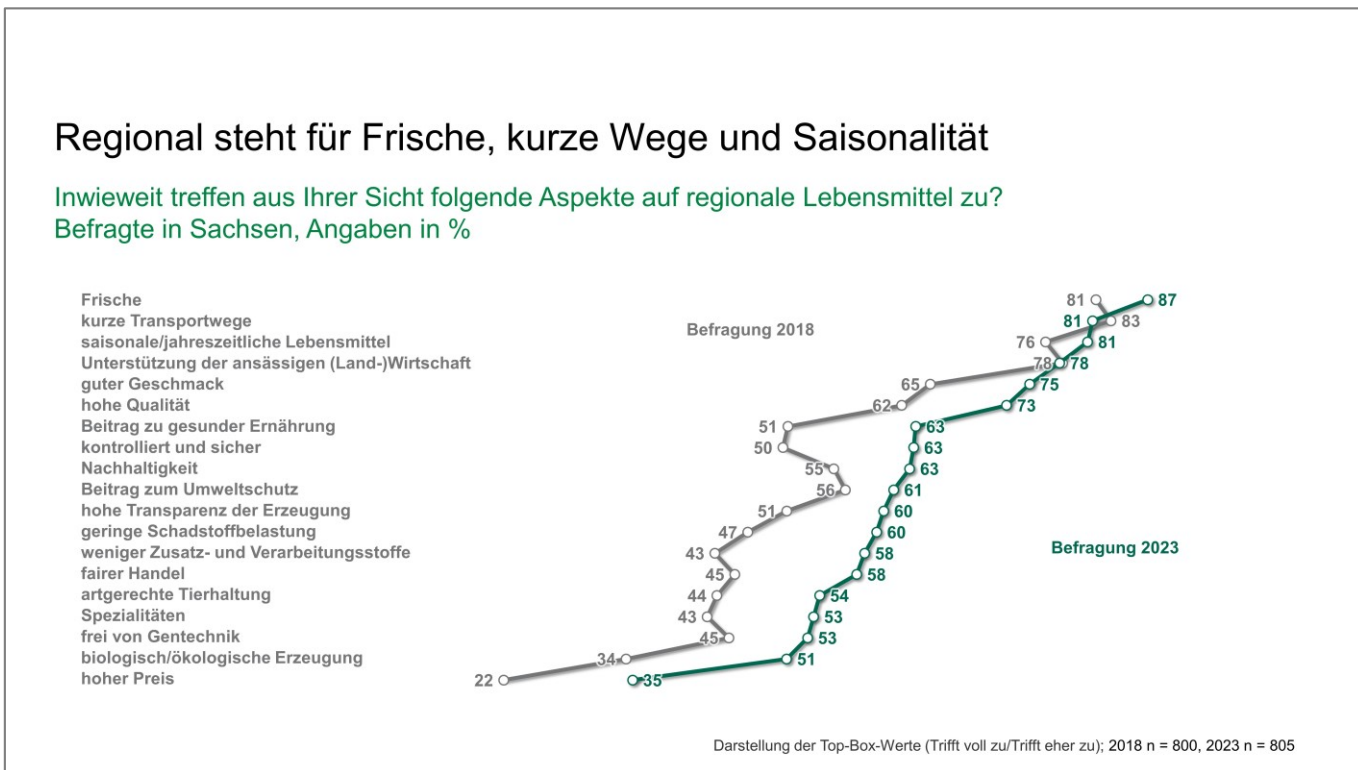 Regional steht für Frische, kurze Wege und Saisonalität
Inwieweit treffen aus Ihrer Sicht folgende Aspekte auf regionale Lebensmittel zu?
Befragte in Sachsen, Angaben in %
Befragung 2018
Befragung 2023
Frische 81 87
kurze Transportwege 81 83
saisonale/jahreszeitliche Lebensmittel 76 81
Unterstützung der ansässigen (Land-)Wirtschaft 78 78
guter Geschmack 65 75
hohe Qualität 62 73
Beitrag zu gesunder Ernährung 51 63
kontrolliert und sicher 50 63
Nachhaltigkeit 55 63
Beitrag zum Umweltschutz 56 61
hohe Transparenz der Erzeugung 51 60
geringe Schadstoffbelastung 47 60
weniger Zusatz- und Verarbeitungsstoffe 43 58
fairer Handel 45 58
artgerechte Tierhaltung 44 54
Spezialitäten 43 53
frei von Gentechnik 45 53
biologisch/ökologische Erzeugung 34 51
hoher Preis 22 35
Darstellung der Top-Box-Werte (Trifft voll zu/Trifft eher zu); 2018 n = 800, 2023 n = 805